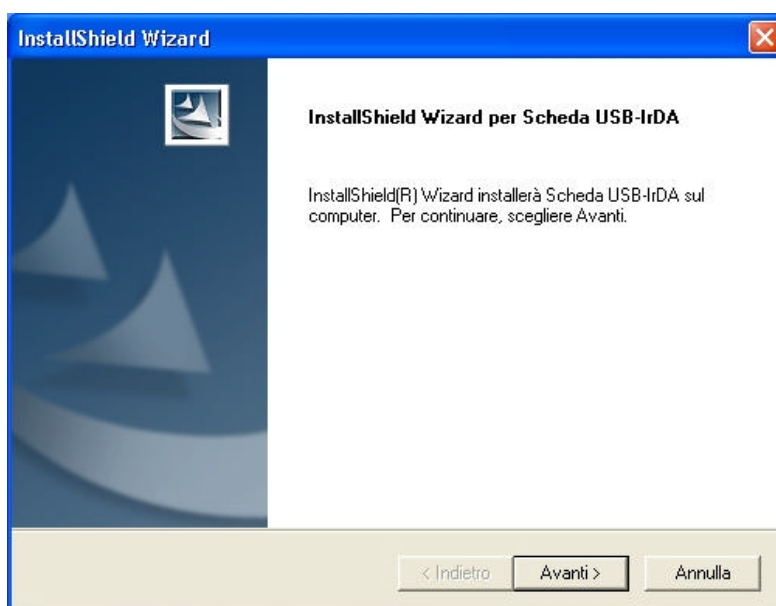 InstallShield Wizard
InstallShield Wizard per Scheda USB-IrDA
InstallShield(R) Wizard installerà Scheda USB-IrDA sul
computer. Per continuare, scegliere Avanti.
< Indietro
Avanti >
Annulla